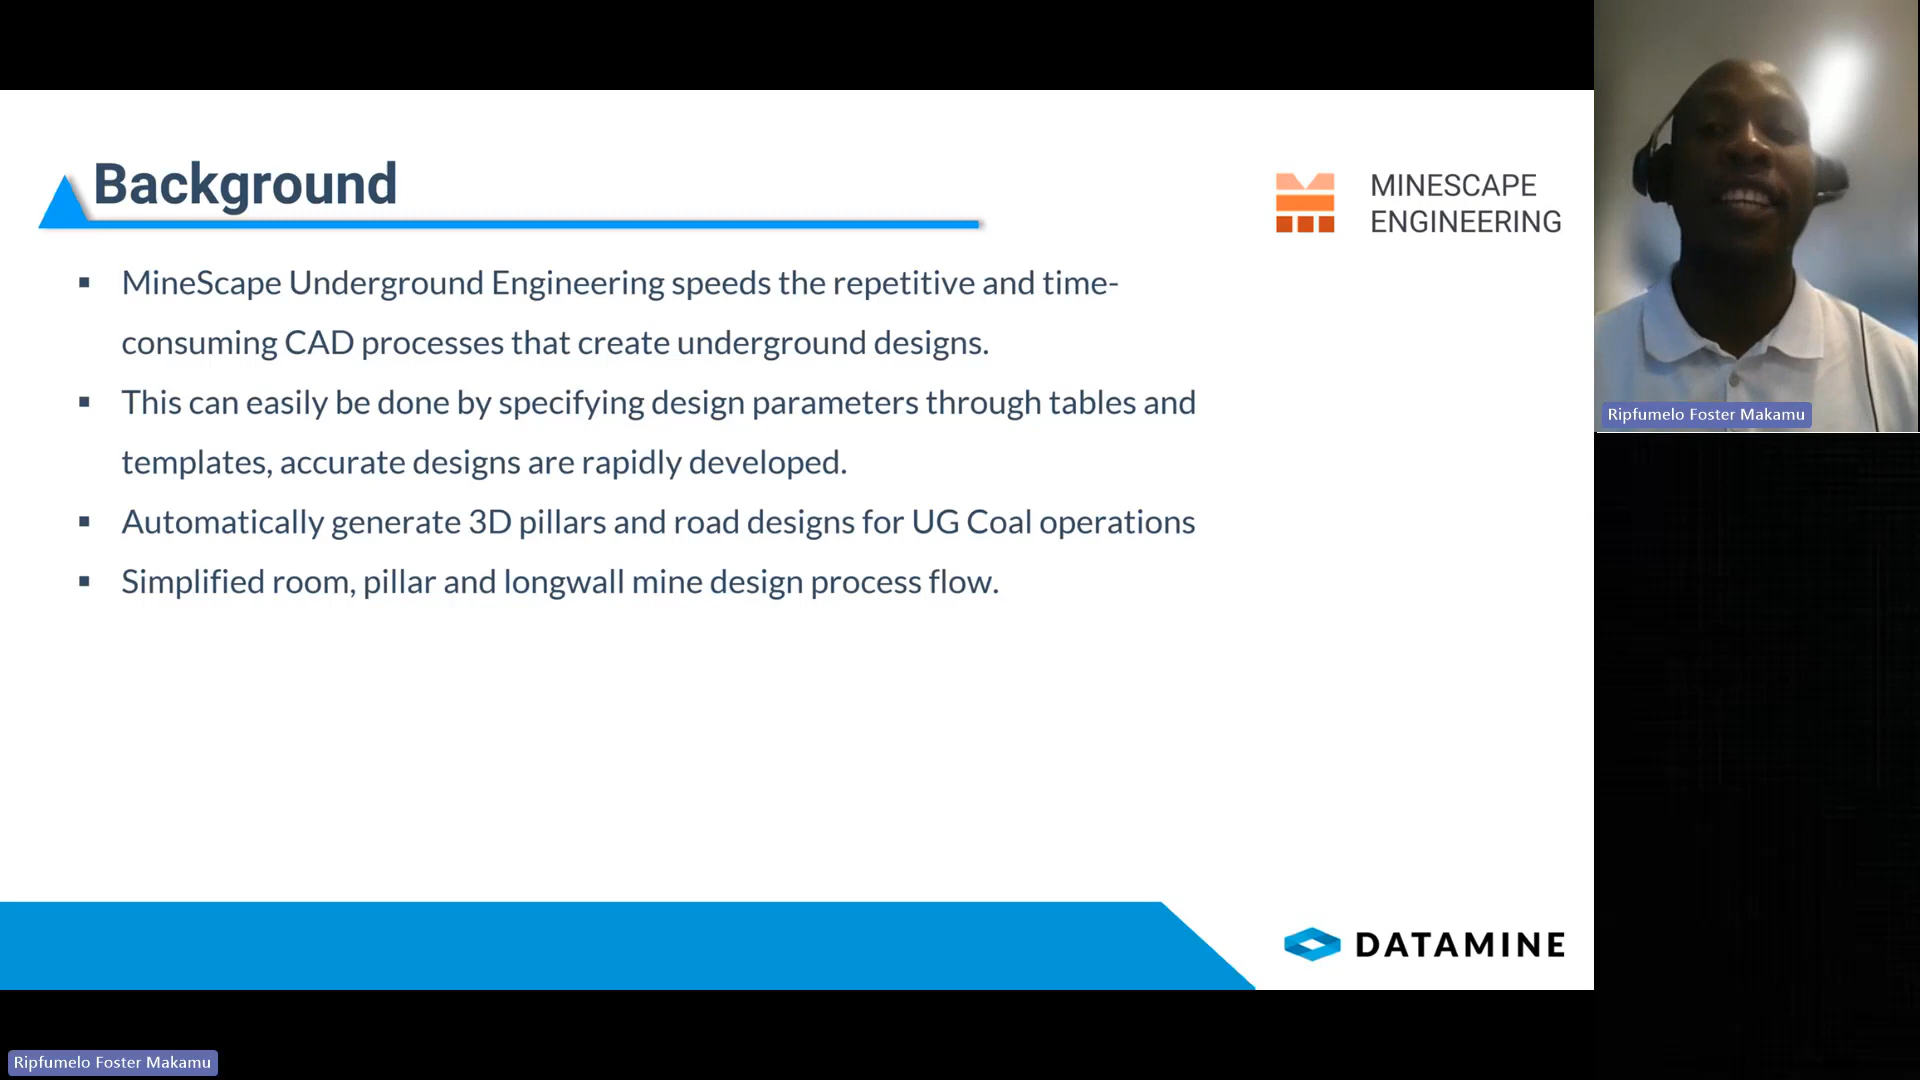 Background
MINESCAPE
ENGINEERING
▪ MineScape Underground Engineering speeds the repetitive and time-
consuming CAD processes that create underground designs.
▪ This can easily be done by specifying design parameters through tables and
templates, accurate designs are rapidly developed.
▪ Automatically generate 3D pillars and road designs for UG Coal operations
▪ Simplified room, pillar and longwall mine design process flow.
DATAMINE
Ripfumelo Foster Makamu
Ripfumelo Foster Makamu